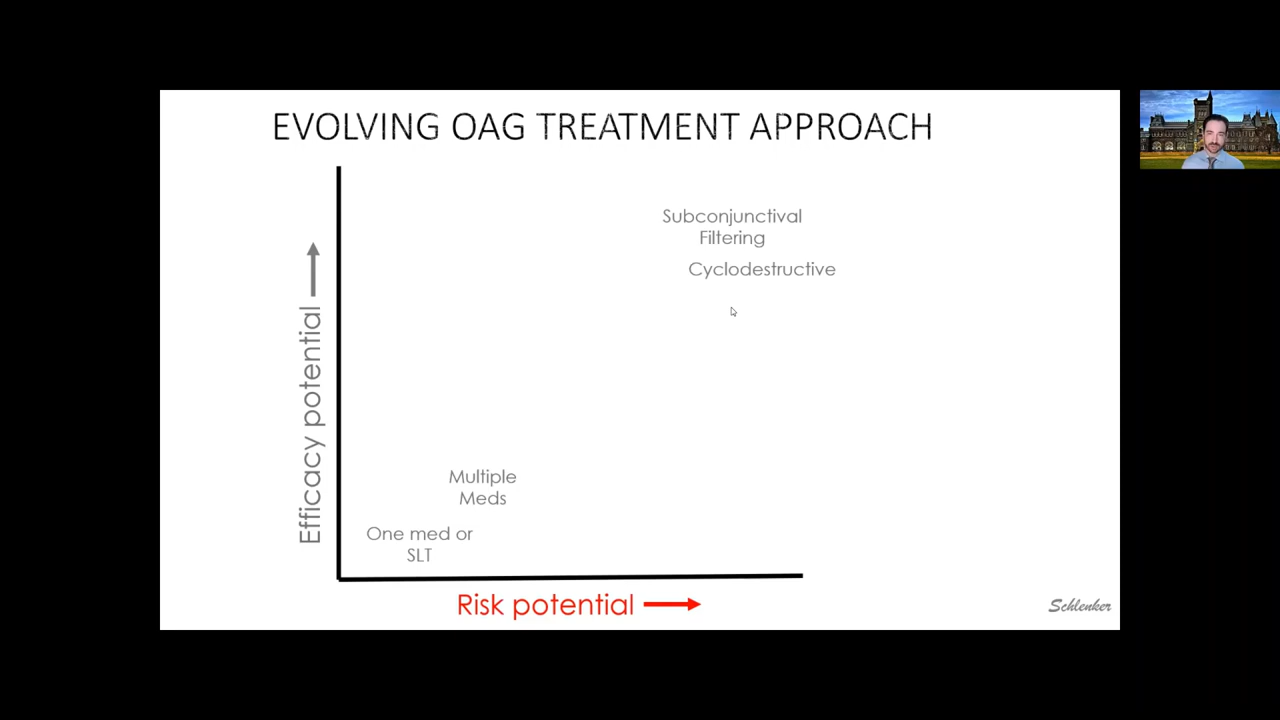 EVOLVING OAG TREATMENT APPROACH
Subconjunctival
Filtering
Cyclodestructive
Efficacy potential
Multiple
Meds
One med or
SLT
Risk potential
Schlenker